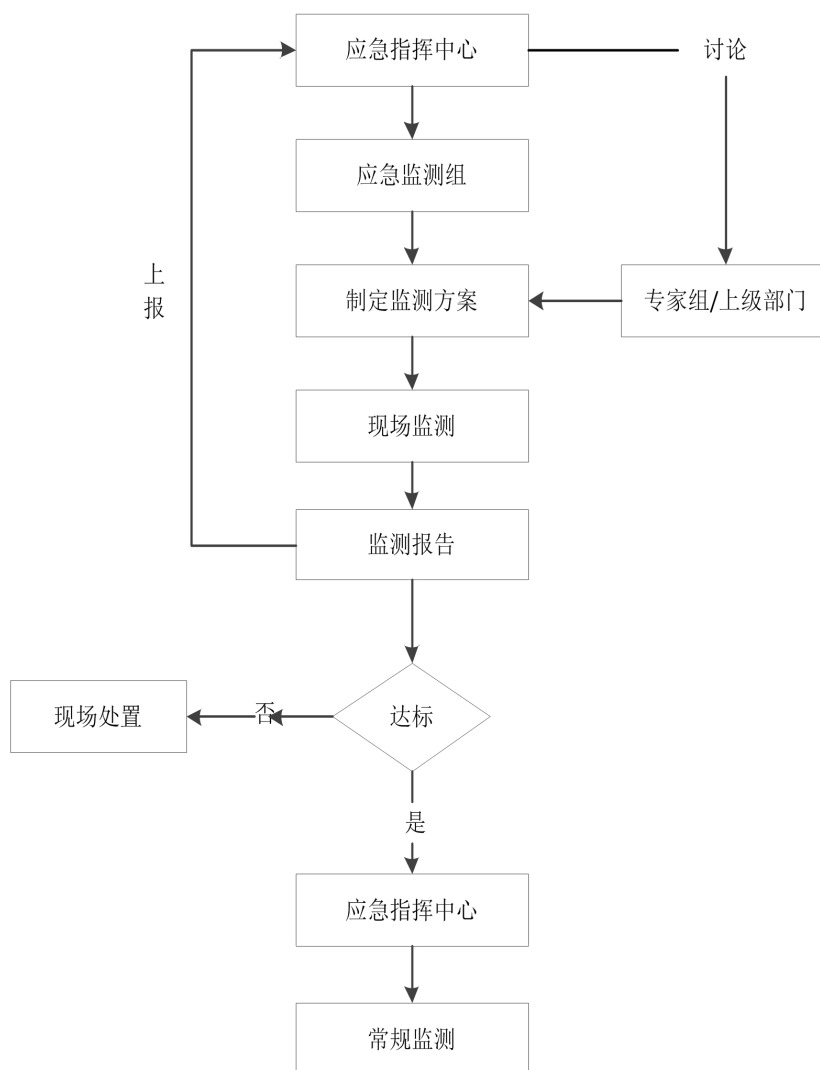 应急指挥中心
讨论
应急监测组
上
报
制定监测方案
专家组/上级部门
现场监测
监测报告
现场处置
否
达标
是
应急指挥中心
常规监测